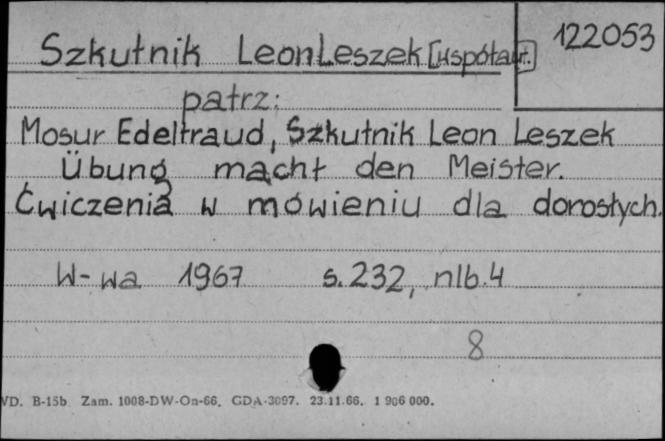 Szkutnik Leon Leszek [współaut.]
122053
patrz:
Mosur Edeltraud, Szkutnik Leon Leszek
Übung macht den Meister.
Ćwiczenia w mówieniu dla dorosłych.
W-wa 1967 s. 232, nlb. 4
8
VD. B-15b Zam. 1008-DW-On-66. GDA-3097. 23.11.66. 1 906 000.